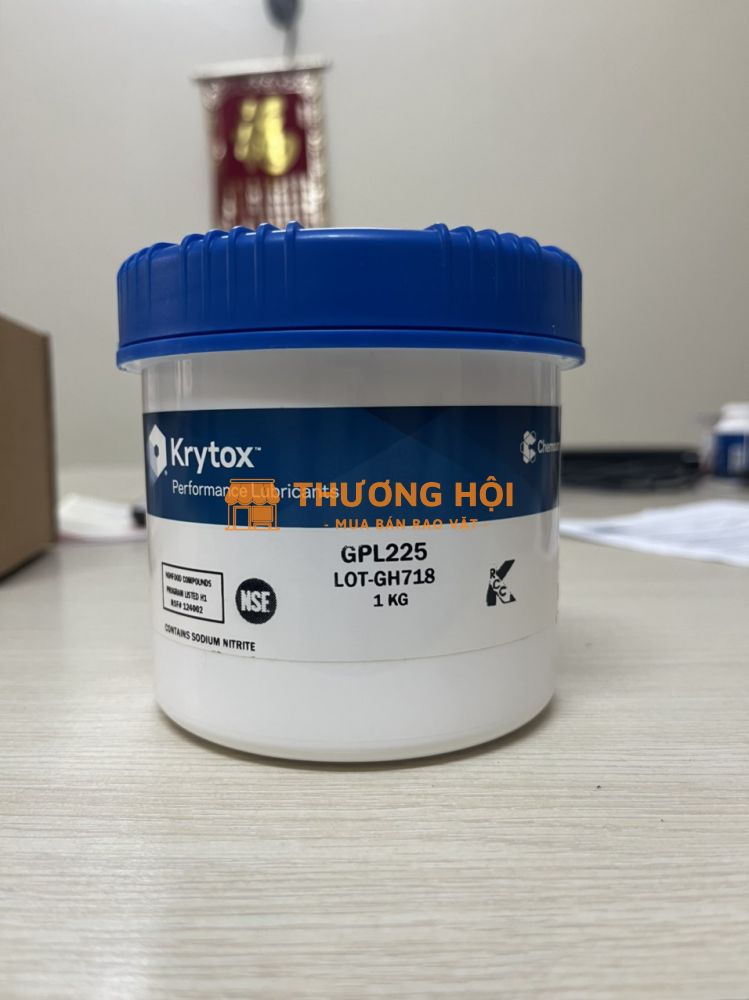 Krytox™
Performance Lubricants
THƯƠNG HỘI
- MUA BÁN RAO VẶT -
GPL225
LOT-GH718
1 KG
NONFOOD COMPOUNDS
PROGRAM LISTED H1
NSF# 124002
NSF
RCC
K
CONTAINS SODIUM NITRITE